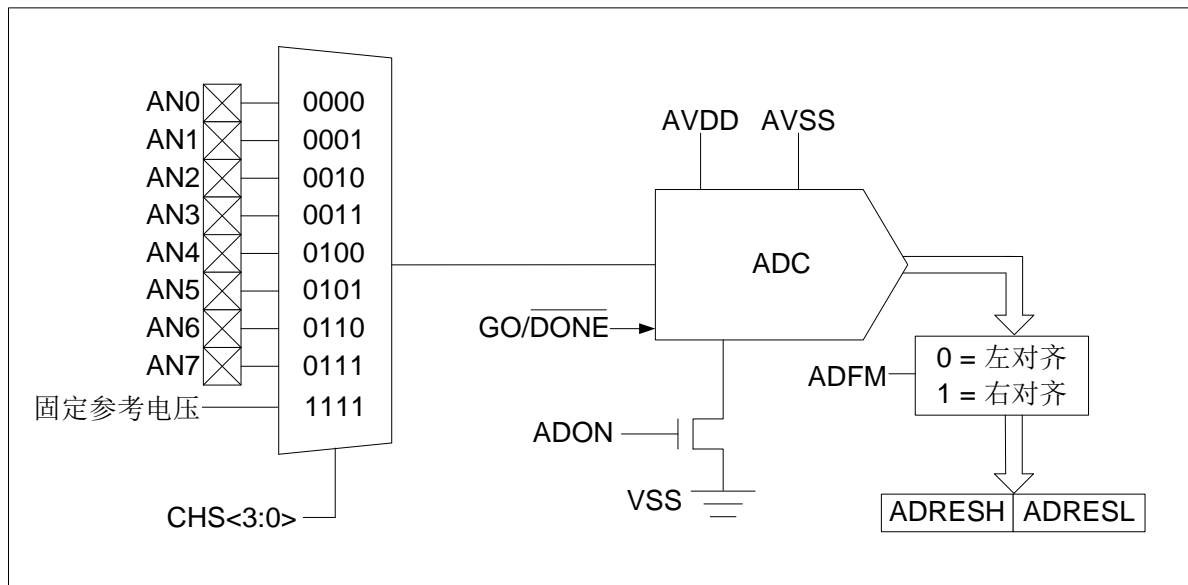 AN0 0000
AN1 0001
AN2 0010
AN3 0011
AN4 0100
AN5 0101
AN6 0110
AN7 0111
固定参考电压 1111
CHS<3:0>
AVDD AVSS
ADC
GO/DONE
ADON
VSS
ADFM
0 = 左对齐
1 = 右对齐
ADRESH ADRESL